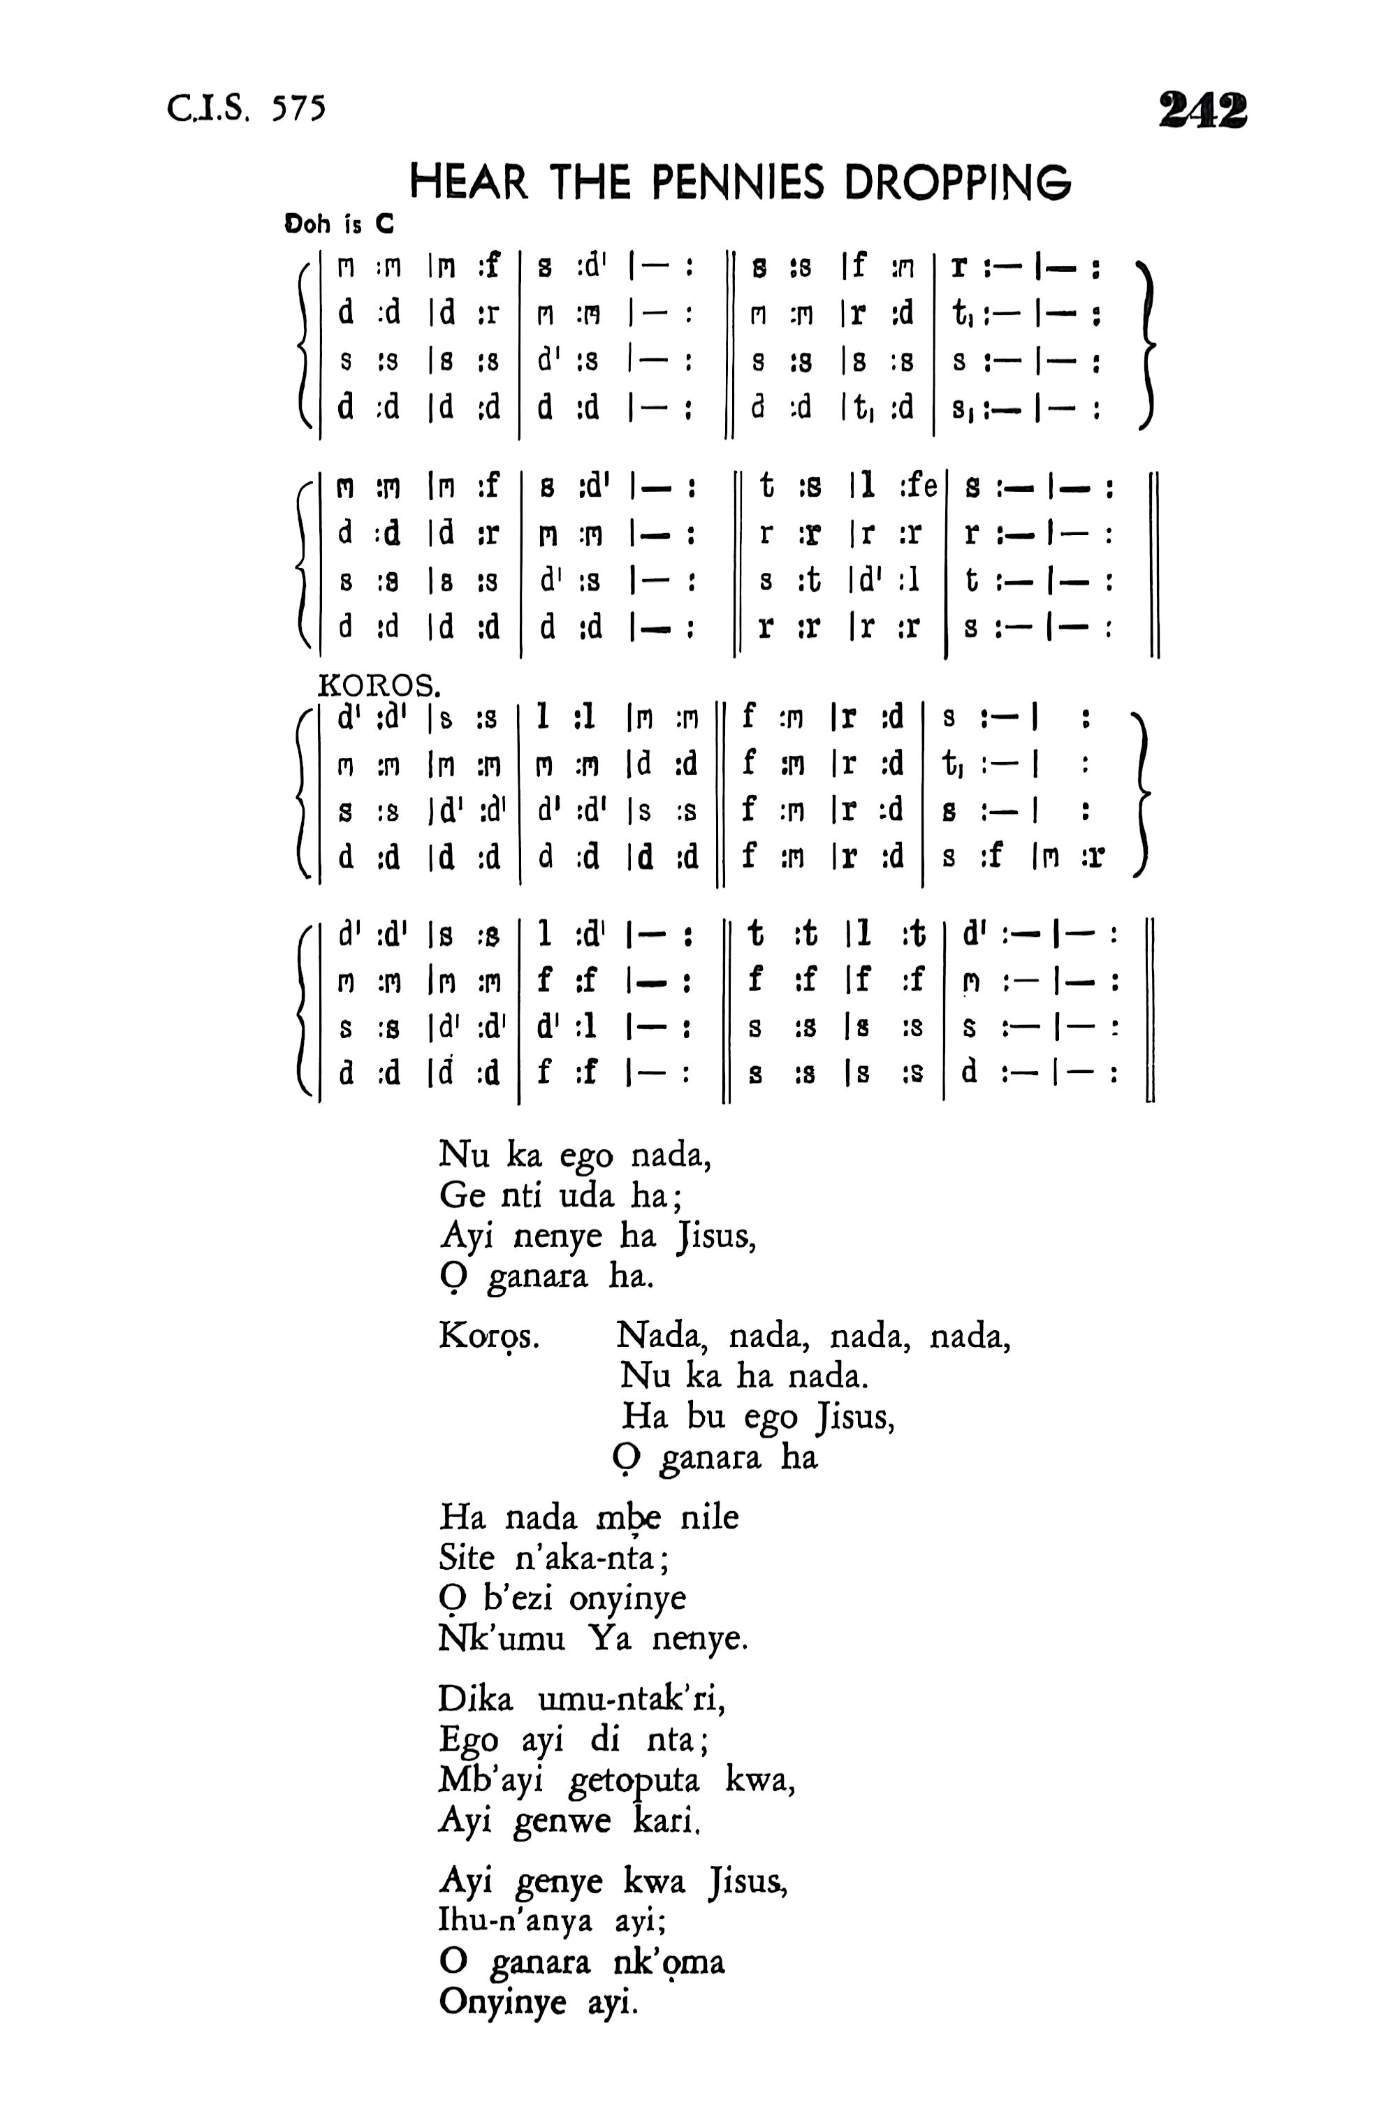 C.I.S. 575
242
HEAR THE PENNIES DROPPING
Doh is C
m :m |m :f | s :d' |— : || s :s |f :m | r :— |— :
d :d |d :r | m :m |— : || m :m |r :d | t, :— |— :
s :s |s :s | d' :s |— : || s :s |s :s | s :— |— :
d :d |d :d | d :d |— : || d :d |t, :d | s, :— |— :
m :m |m :f | s :d' |— : || t :s |l :fe | s :— |— : ||
d :d |d :r | m :m |— : || r :r |r :r | r :— |— : ||
s :s |s :s | d' :s |— : || s :t |d' :l | t :— |— : ||
d :d |d :d | d :d |— : || r :r |r :r | s :— |— : ||
KOROS.
d' :d' |s :s | l :l |m :m || f :m |r :d | s :— | :
m :m |m :m | m :m |d :d || f :m |r :d | t, :— | :
s :s |d' :d' | d' :d' |s :s || f :m |r :d | s :— | :
d :d |d :d | d :d |d :d || f :m |r :d | s :f |m :r
d' :d' |s :s | l :d' |— : || t :t |l :t | d' :— |— : ||
m :m |m :m | f :f |— : || f :f |f :f | m :— |— : ||
s :s |d' :d' | d' :l |— : || s :s |s :s | s :— |— : ||
d :d |d :d | f :f |— : || s :s |s :s | d :— |— : ||
Nu ka ego nada,
Ge nti uda ha;
Ayi nenye ha Jisus,
Ọ ganara ha.
Korọs. Nada, nada, nada, nada,
Nu ka ha nada.
Ha bu ego Jisus,
Ọ ganara ha
Ha nada mḅe nile
Site n'aka-nta;
Ọ b'ezi onyinye
Nk'umu Ya nenye.
Dika umu-ntak'ri,
Ego ayi di nta;
Mb'ayi getoputa kwa,
Ayi genwe kari.
Ayi genye kwa Jisus,
Ihu-n'anya ayi;
O ganara nk'ọma
Onyinye ayi.